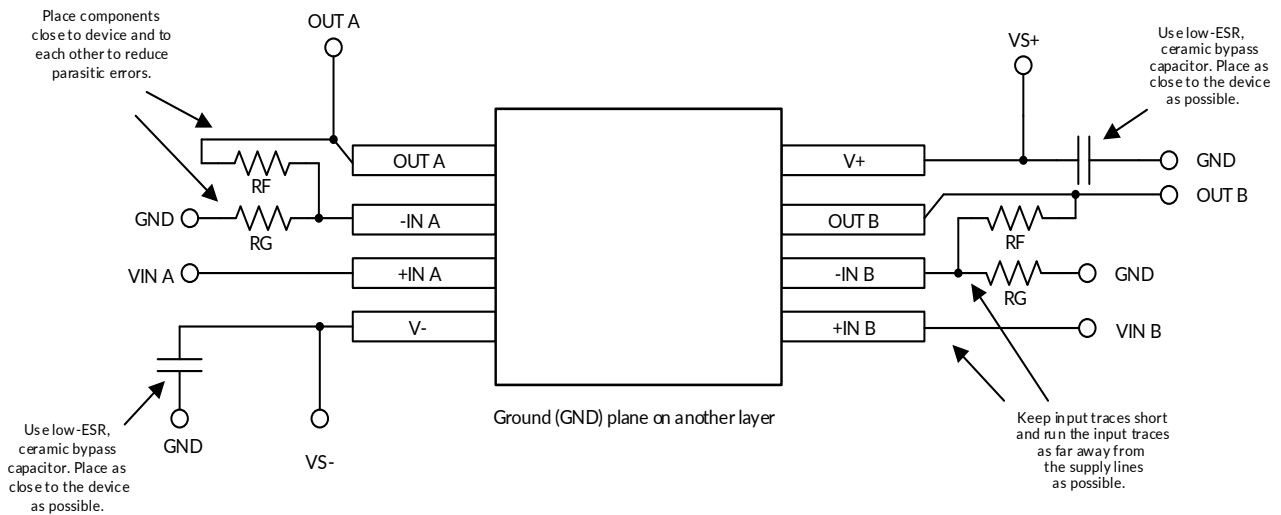 Place components
close to device and to
each other to reduce
parasitic errors.
OUT A
VS+
Use low-ESR,
ceramic bypass
capacitor. Place as
close to the device
as possible.
OUT A
V+
GND
RF
OUT B
OUT B
GND
-IN A
RF
RG
VIN A
+IN A
-IN B
GND
RG
V-
+IN B
VIN B
Ground (GND) plane on another layer
Keep input traces short
and run the input traces
as far away from
the supply lines
as possible.
Use low-ESR,
ceramic bypass
capacitor. Place as
close to the device
as possible.
GND
VS-